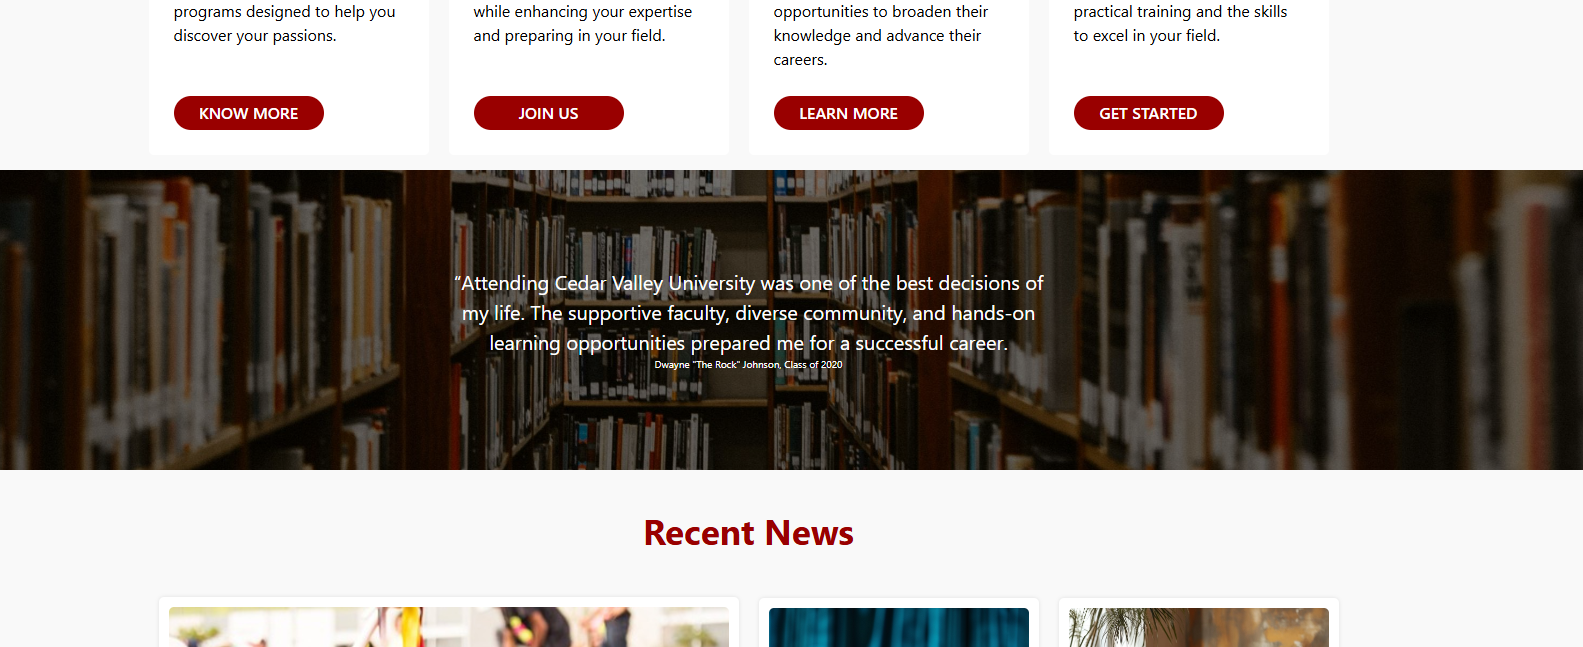 programs designed to help you
discover your passions.
KNOW MORE
while enhancing your expertise
and preparing in your field.
JOIN US
opportunities to broaden their
knowledge and advance their
careers.
LEARN MORE
practical training and the skills
to excel in your field.
GET STARTED
“Attending Cedar Valley University was one of the best decisions of
my life. The supportive faculty, diverse community, and hands-on
learning opportunities prepared me for a successful career.
Dwayne "The Rock" Johnson, Class of 2020
Recent News